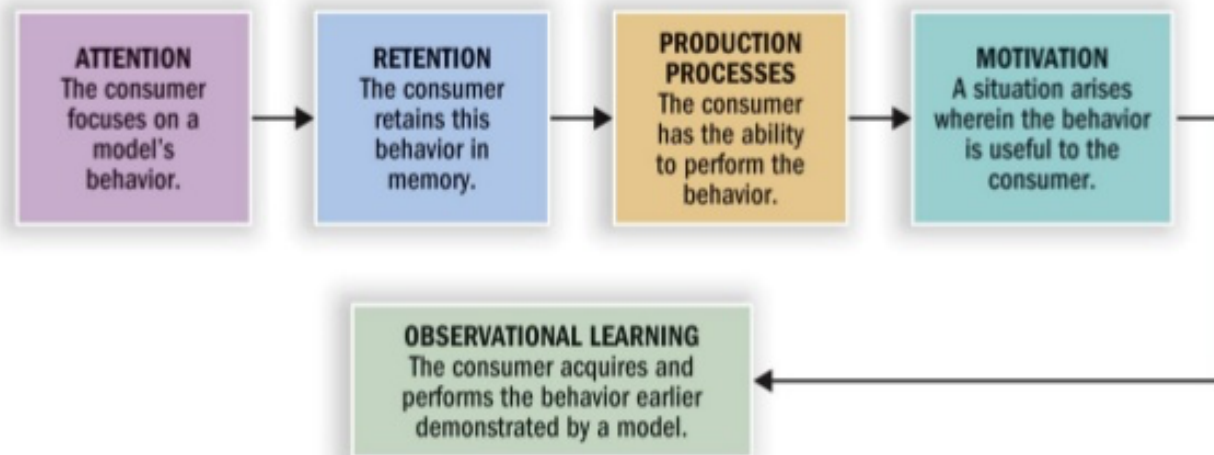 ATTENTION
The consumer
focuses on a
model's
behavior.
RETENTION
The consumer
retains this
behavior in
memory.
PRODUCTION
PROCESSES
The consumer
has the ability
to perform the
behavior.
MOTIVATION
A situation arises
wherein the behavior
is useful to the
consumer.
OBSERVATIONAL LEARNING
The consumer acquires and
performs the behavior earlier
demonstrated by a model.